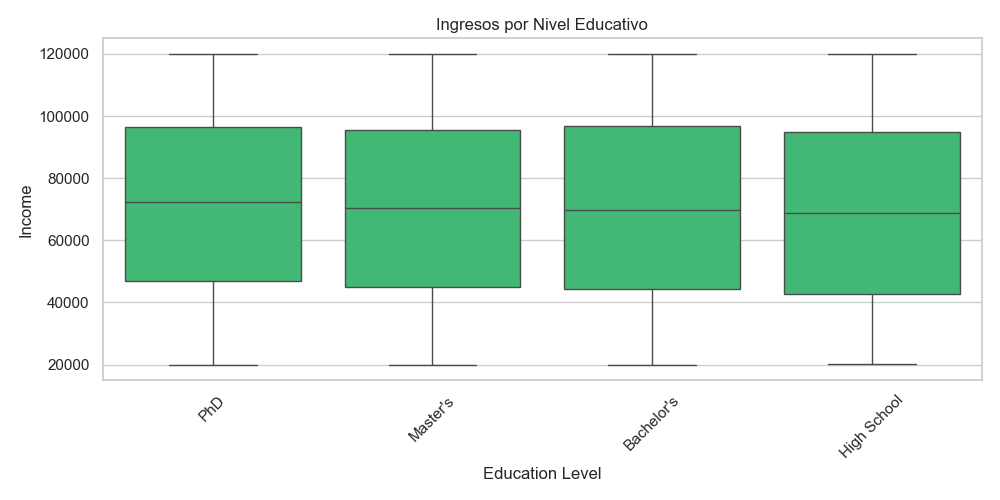 Ingresos por Nivel Educativo
Income
120000
100000
80000
60000
40000
20000
PhD
Master's
Bachelor's
High School
Education Level